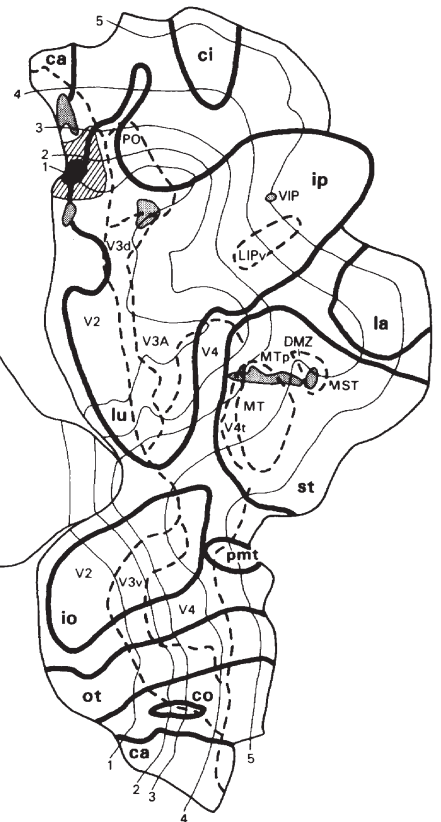 5
ca
ci
4
3
PO
2
1
ip
VIP
V3d
LIPv
la
V2
V3A
V4
DMZ
MTp
MST
lu
MT
V4t
st
pmt
V2
V3v
V4
io
ot
co
ca
5
1
2
3
4